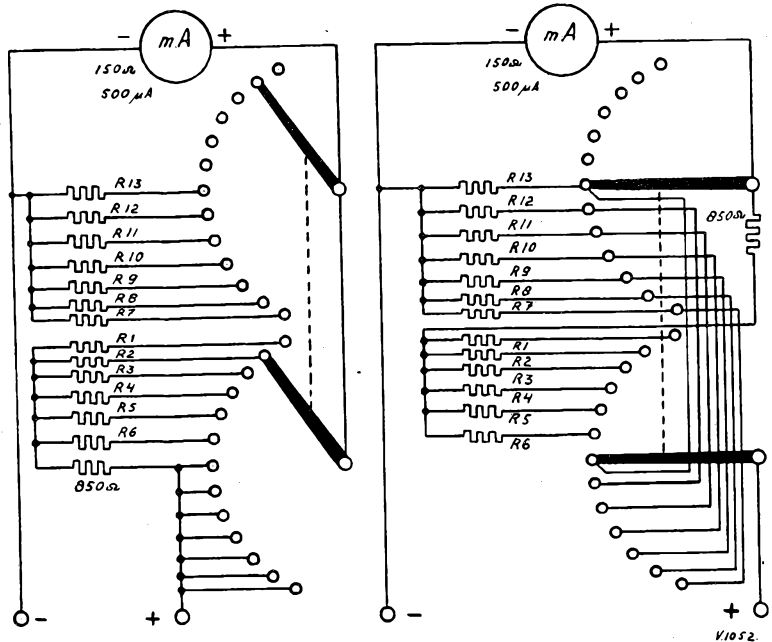 - mA +
150Ω
500μA
R13
R12
R11
R10
R9
R8
R7
R1
R2
R3
R4
R5
R6
850Ω
- +
- mA +
150Ω
500μA
R13
R12
850Ω
R11
R10
R9
R8
R7
R1
R2
R3
R4
R5
R6
- +
V.1052.